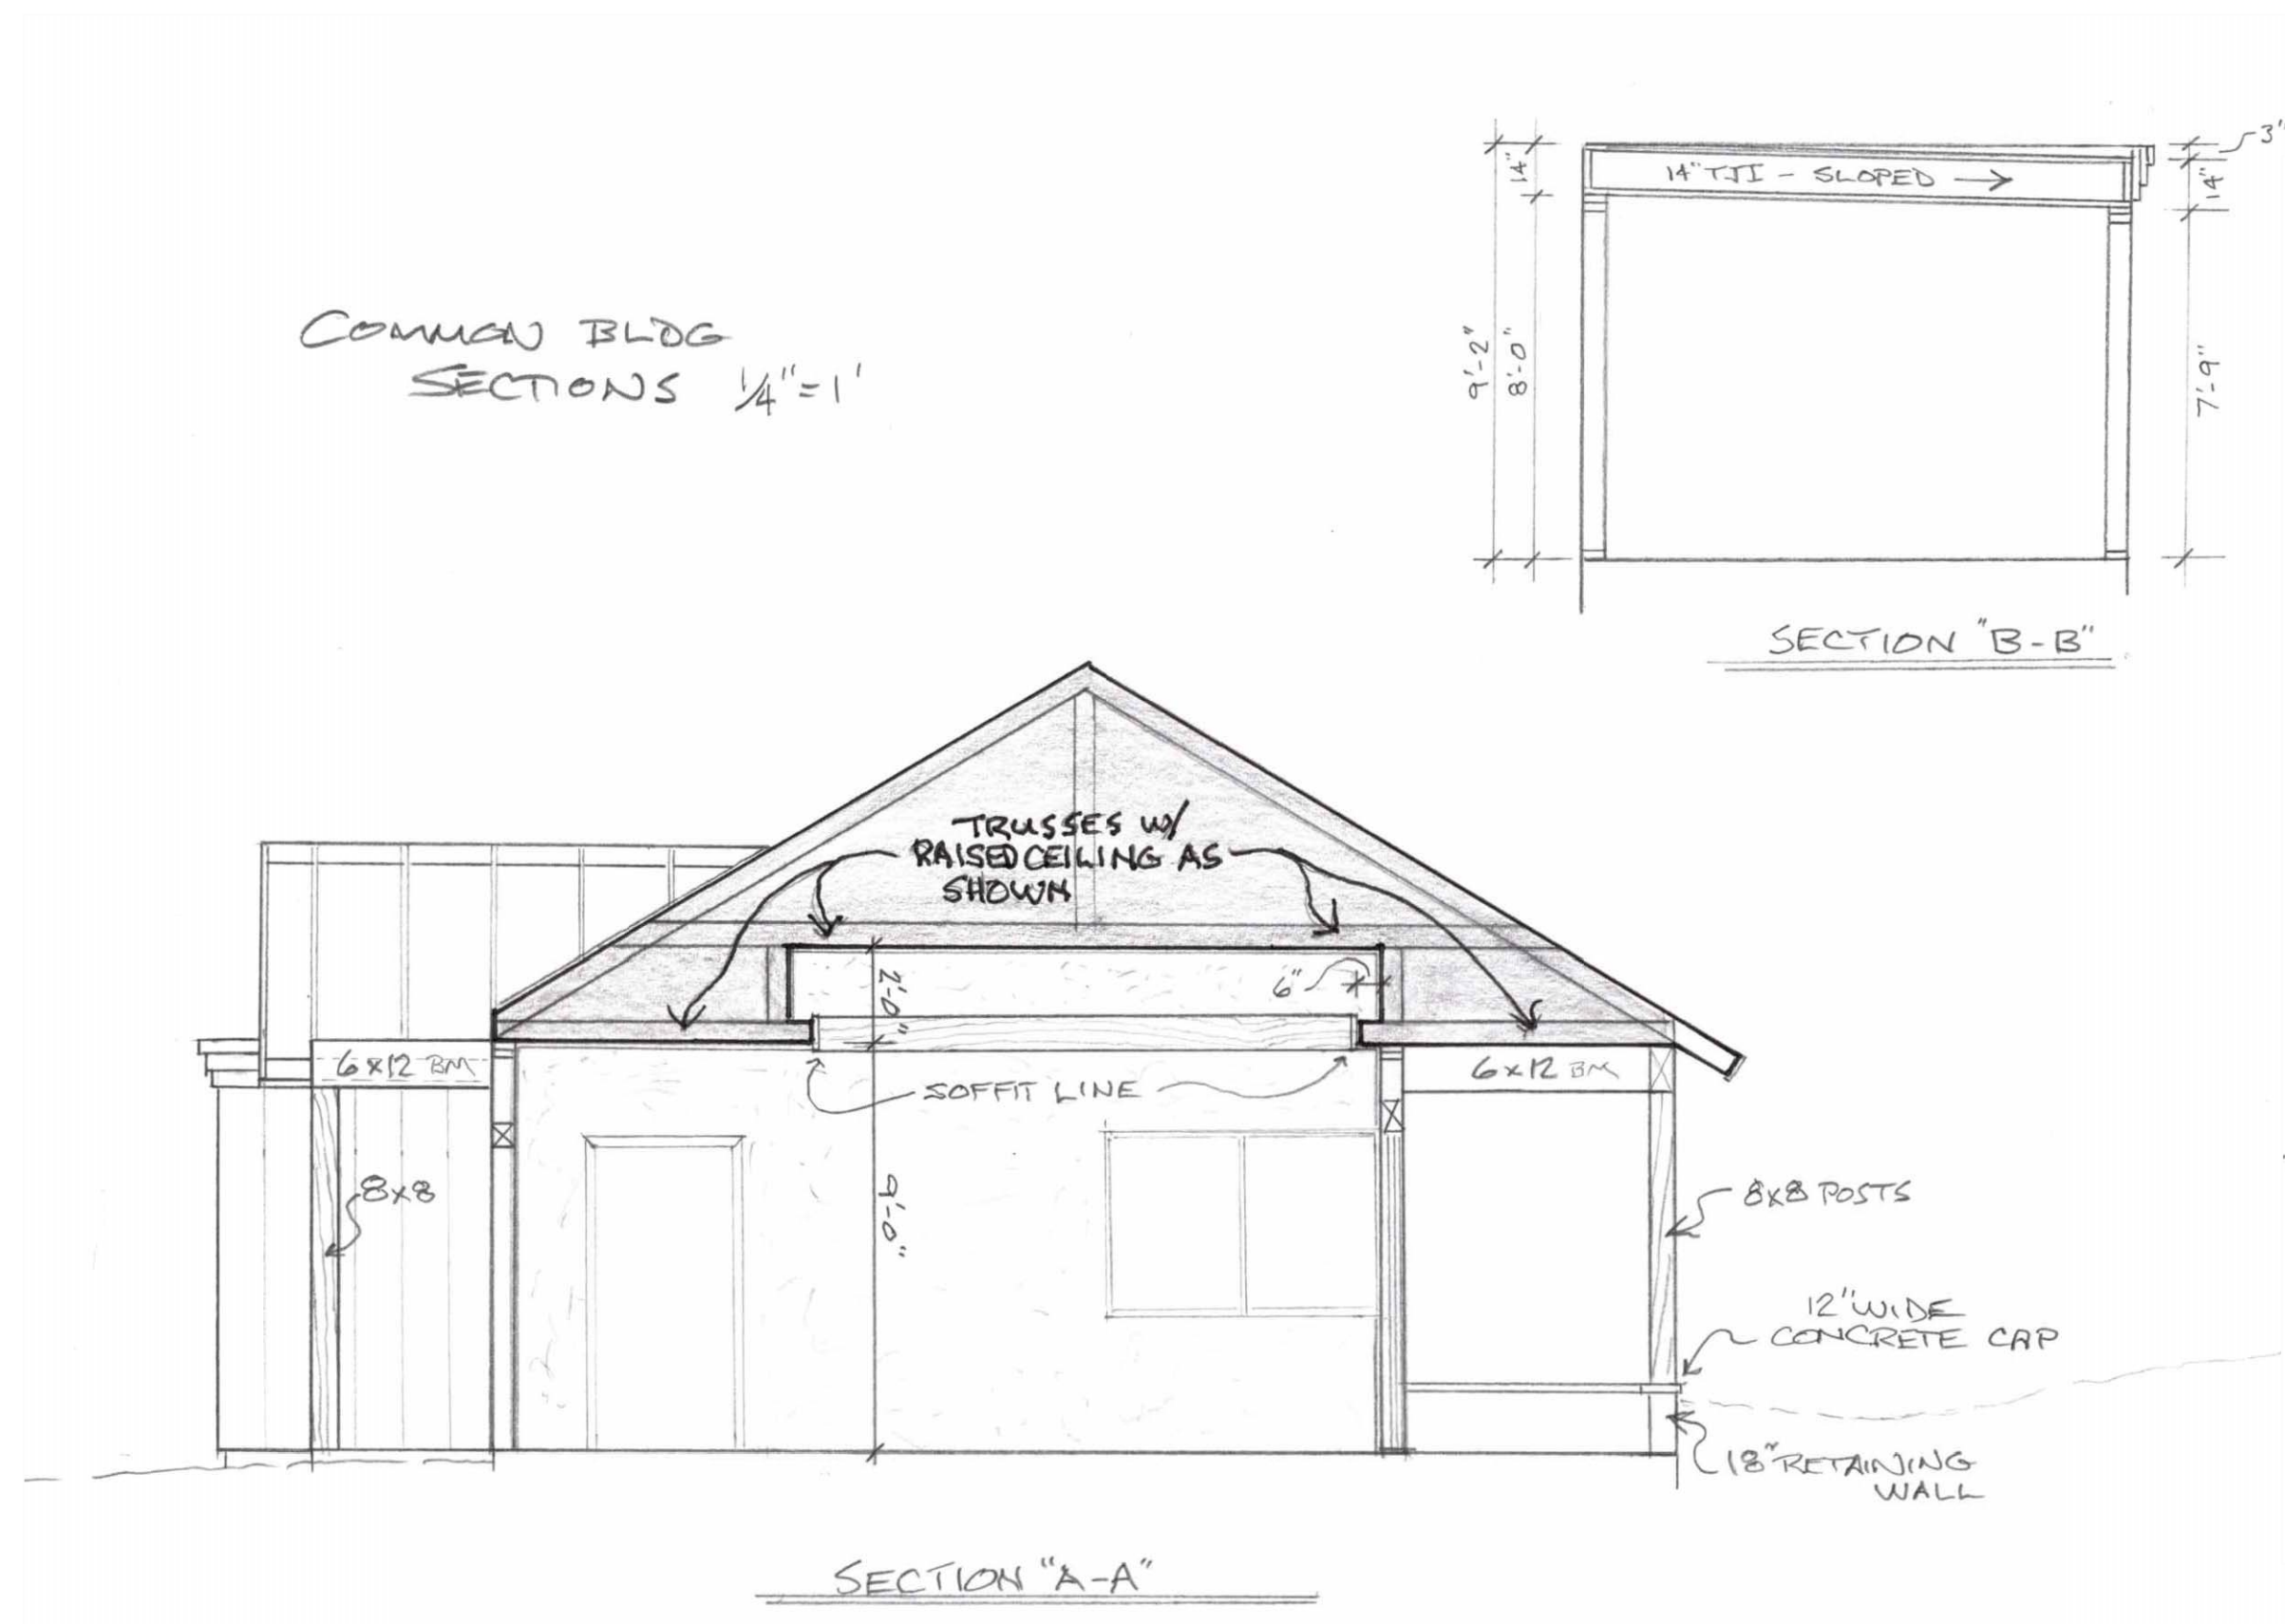 COMMON BLDG
SECTIONS 1/4"=1'
3"
14"
14" TJI - SLOPED
14"
9'-2"
8'-0"
7'-9"
SECTION "B-B"
TRUSSES W/
RAISED CEILING AS
SHOWN
2'-0"
6"
6x12 BM
6x12 BM
SOFFIT LINE
8x8
9'-0"
8x8 POSTS
12" WIDE
CONCRETE CAP
18" RETAINING
WALL
SECTION "A-A"